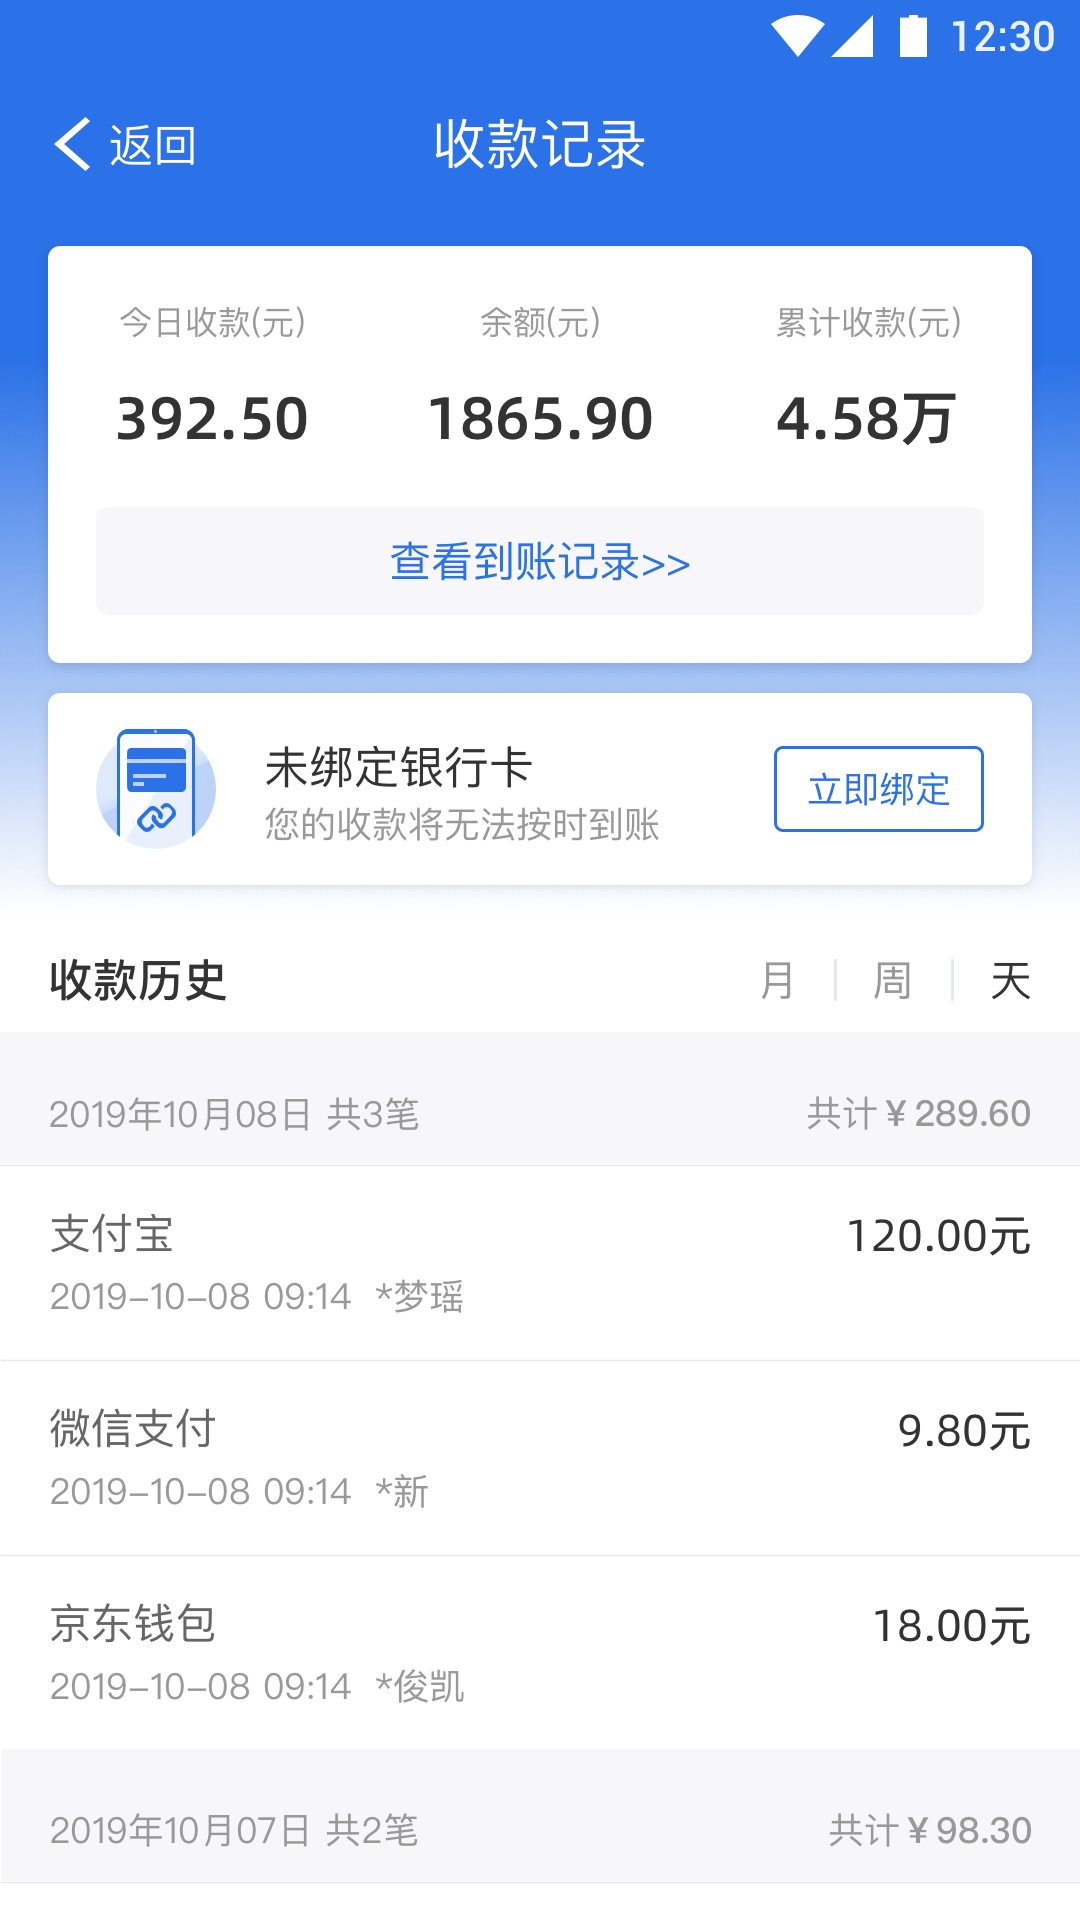 12:30
返回
收款记录
今日收款(元) 余额(元) 累计收款(元)
392.50 1865.90 4.58万
查看到账记录>>
未绑定银行卡
您的收款将无法按时到账
立即绑定
收款历史 月 周 天
2019年10月08日 共3笔 共计¥289.60
支付宝 120.00元
2019-10-08 09:14 *梦瑶
微信支付 9.80元
2019-10-08 09:14 *新
京东钱包 18.00元
2019-10-08 09:14 *俊凯
2019年10月07日 共2笔 共计¥98.30